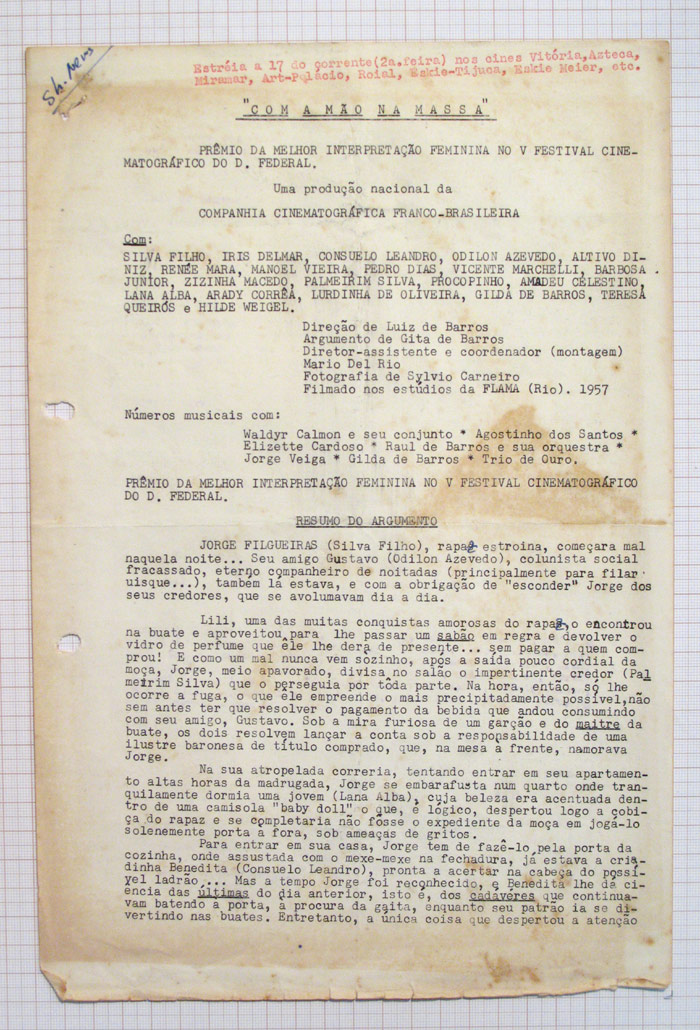 Sh. News
Estréia a 17 do corrente(2a.feira) nos cines Vitória,Azteca,
Miramar, Art-Palácio, Roial, Eskie-Tijuca, Eskie Meier, etc.
"COM A MÃO NA MASSA"
PRÊMIO DA MELHOR INTERPRETAÇÃO FEMININA NO V FESTIVAL CINE-
MATOGRÁFICO DO D. FEDERAL.
Uma produção nacional da
COMPANHIA CINEMATOGRÁFICA FRANCO-BRASILEIRA
Com:
SILVA FILHO, IRIS DELMAR, CONSUELO LEANDRO, ODILON AZEVEDO, ALTIVO DI-
NIZ, RENÉE MARA, MANOEL VIEIRA, PEDRO DIAS, VICENTE MARCHELLI, BARBOSA
JUNIOR, ZIZINHA MACEDO, PALMEIRIM SILVA, PROCOPINHO, AMADEU CELESTINO,
LANA ALBA, ARADY CORRÊA, LURDINHA DE OLIVEIRA, GILDA DE BARROS, TERESA
QUEIRÓS e HILDE WEIGEL.
Direção de Luiz de Barros
Argumento de Gita de Barros
Diretor-assistente e coordenador (montagem)
Mario Del Rio
Fotografia de Sylvio Carneiro
Filmado nos estúdios da FLAMA (Rio). 1957
Números musicais com:
Waldyr Calmon e seu conjunto * Agostinho dos Santos *
Elizette Cardoso * Raul de Barros e sua orquestra *
Jorge Veiga * Gilda de Barros * Trio de Ouro.
PRÊMIO DA MELHOR INTERPRETAÇÃO FEMININA NO V FESTIVAL CINEMATOGRÁFICO
DO D. FEDERAL.
RESUMO DO ARGUMENTO
JORGE FILGUEIRAS (Silva Filho), rapaz estroina, começara mal
naquela noite... Seu amigo Gustavo (Odilon Azevedo), colunista social
fracassado, eterno companheiro de noitadas (principalmente para filar
uisque...), também lá estava, e com a obrigação de "esconder" Jorge dos
seus credores, que se avolumavam dia a dia.
Lili, uma das muitas conquistas amorosas do rapaz, o encontrou
na buate e aproveitou para lhe passar um sabão em regra e devolver o
vidro de perfume que êle lhe dera de presente... sem pagar a quem com-
prou! E como um mal nunca vem sozinho, após a saída pouco cordial da
moça, Jorge, meio apavorado, divisa no salão o impertinente credor (Pal
meirim Silva) que o perseguia por tôda parte. Na hora, então, só lhe
ocorre a fuga, o que êle empreende o mais precipitadamente possível,não
sem antes ter que resolver o pagamento da bebida que andou consumindo
com seu amigo, Gustavo. Sob a mira furiosa de um garção e do maitre da
buate, os dois resolvem lançar a conta sob a responsabilidade de uma
ilustre baronesa de título comprado, que, na mesa à frente, namorava
Jorge.
Na sua atropelada correria, tentando entrar em seu apartamen-
to altas horas da madrugada, Jorge se embarafusta num quarto onde tran-
quilamente dormia uma jovem (Lana Alba), cuja beleza era acentuada den-
tro de uma camisola "baby doll" o que, é lógico, despertou logo a cobi-
ça do rapaz e se completaria não fôsse o expediente da moça em jogá-lo
solenemente porta a fora, sob ameaças de gritos.
Para entrar em sua casa, Jorge tem de fazê-lo pela porta da
cozinha, onde assustada com o mexe-mexe na fechadura, já estava a cria-
dinha Benedita (Consuelo Leandro), pronta a acertar na cabeça do possí-
vel ladrão ... Mas a tempo Jorge foi reconhecido, e Benedita lhe dá ci-
ência das últimas do dia anterior, isto é, dos cadavéres que continua-
vam batendo à porta, à procura da gaita, enquanto seu patrão ia se di-
vertindo nas buates. Entretanto, a única coisa que despertou a atenção